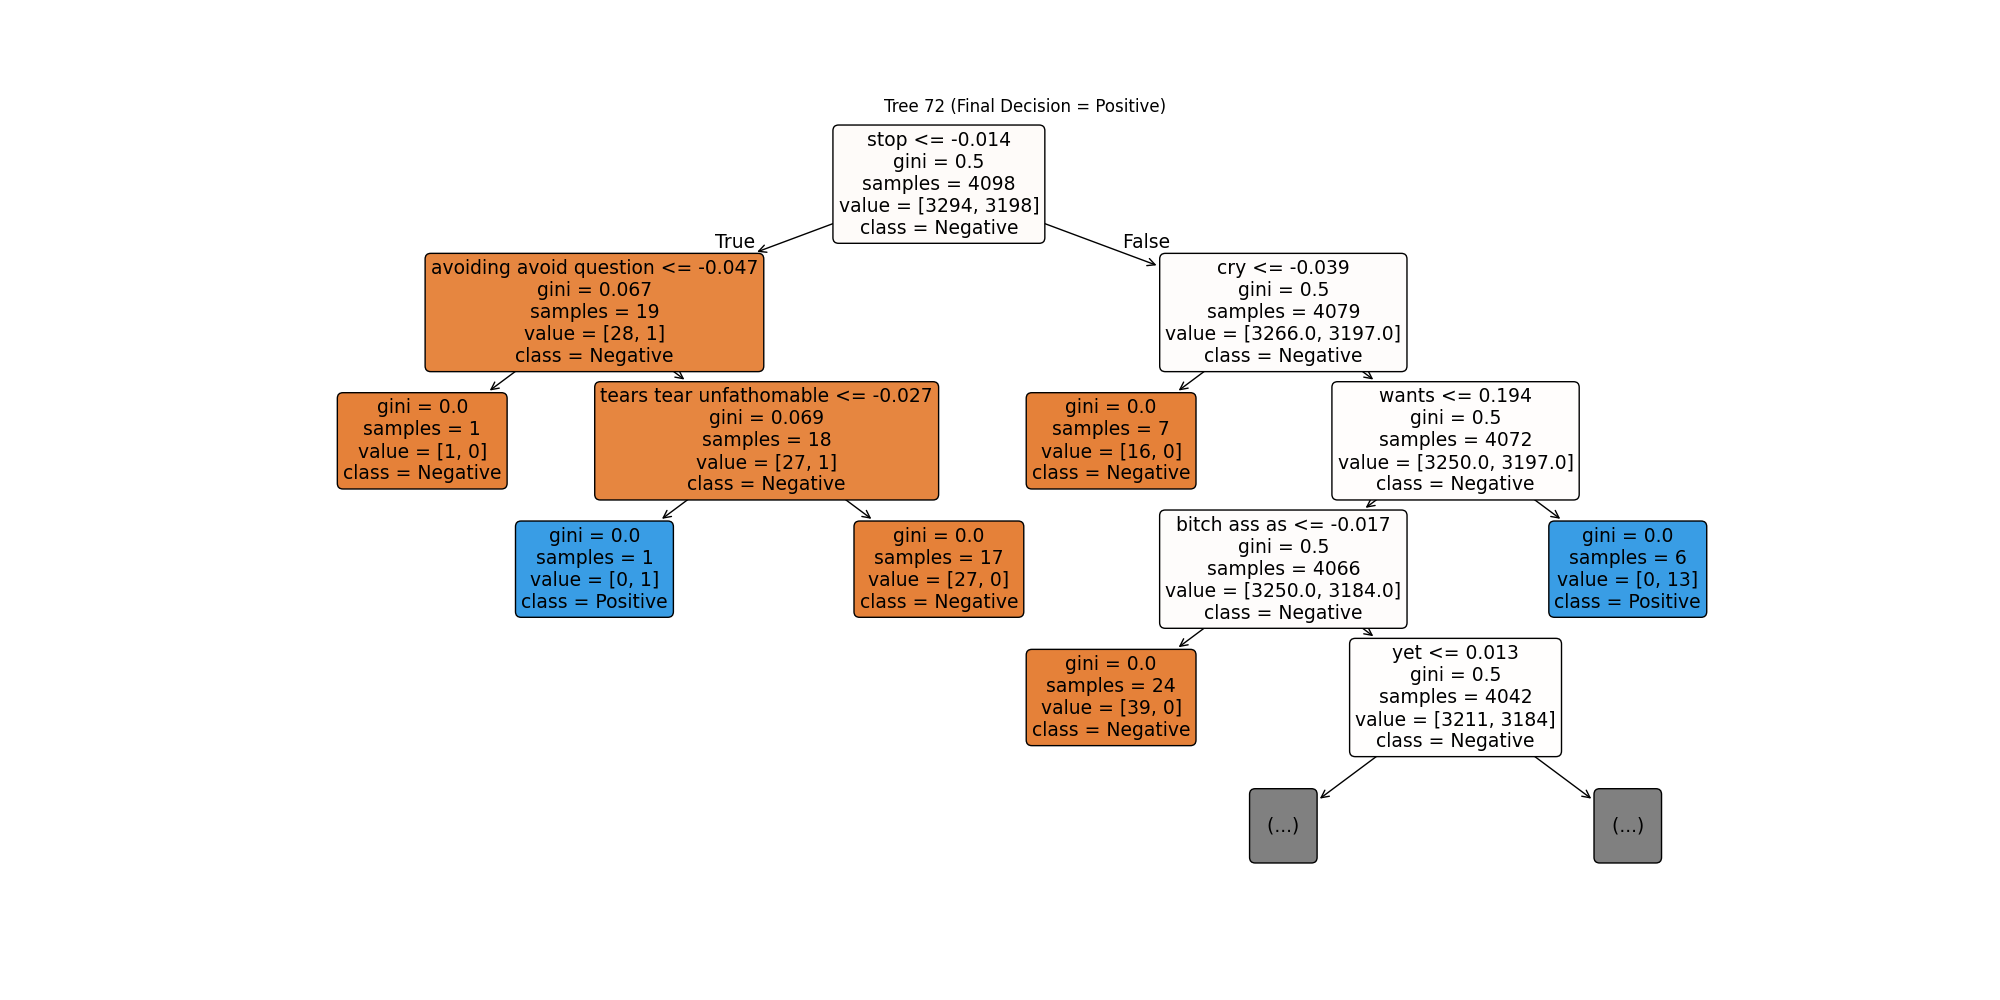 Tree 72 (Final Decision = Positive)
stop <= -0.014
gini = 0.5
samples = 4098
value = [3294, 3198]
class = Negative
True
False
avoiding avoid question <= -0.047
gini = 0.067
samples = 19
value = [28, 1]
class = Negative
cry <= -0.039
gini = 0.5
samples = 4079
value = [3266.0, 3197.0]
class = Negative
gini = 0.0
samples = 1
value = [1, 0]
class = Negative
tears tear unfathomable <= -0.027
gini = 0.069
samples = 18
value = [27, 1]
class = Negative
gini = 0.0
samples = 7
value = [16, 0]
class = Negative
wants <= 0.194
gini = 0.5
samples = 4072
value = [3250.0, 3197.0]
class = Negative
gini = 0.0
samples = 1
value = [0, 1]
class = Positive
gini = 0.0
samples = 17
value = [27, 0]
class = Negative
bitch ass as <= -0.017
gini = 0.5
samples = 4066
value = [3250.0, 3184.0]
class = Negative
gini = 0.0
samples = 6
value = [0, 13]
class = Positive
gini = 0.0
samples = 24
value = [39, 0]
class = Negative
yet <= 0.013
gini = 0.5
samples = 4042
value = [3211, 3184]
class = Negative
(...)
(...)